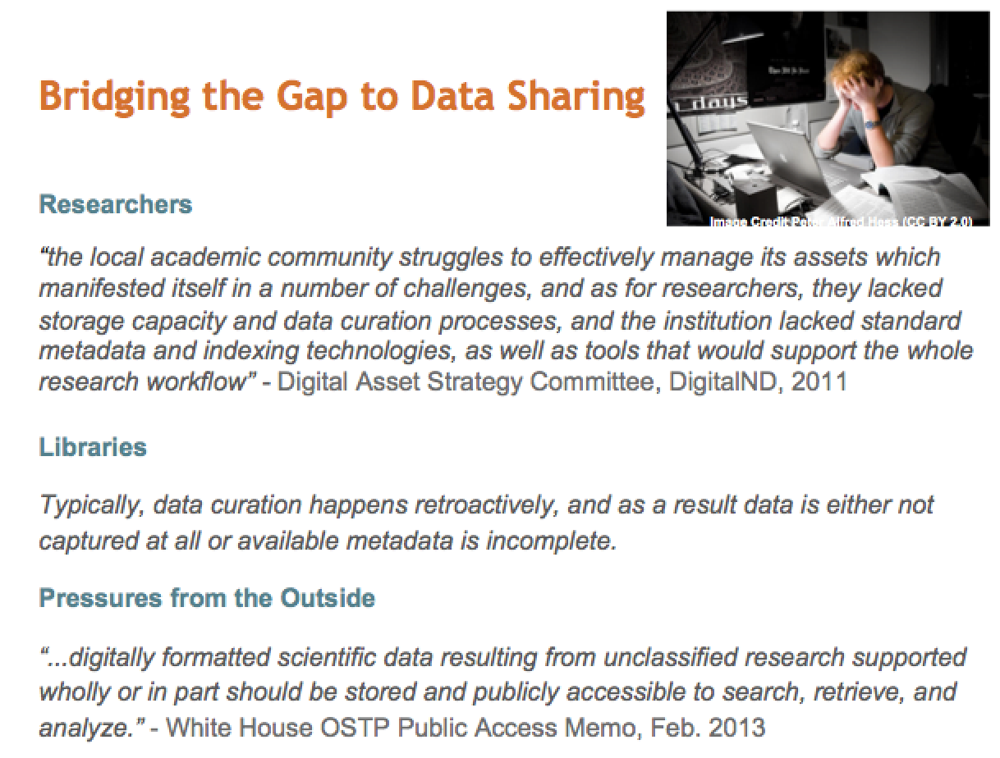 Bridging the Gap to Data Sharing
days
Image Credit Peter Alfred Hess (CC BY 2.0)
Researchers
“the local academic community struggles to effectively manage its assets which
manifested itself in a number of challenges, and as for researchers, they lacked
storage capacity and data curation processes, and the institution lacked standard
metadata and indexing technologies, as well as tools that would support the whole
research workflow” - Digital Asset Strategy Committee, DigitalND, 2011
Libraries
Typically, data curation happens retroactively, and as a result data is either not
captured at all or available metadata is incomplete.
Pressures from the Outside
“...digitally formatted scientific data resulting from unclassified research supported
wholly or in part should be stored and publicly accessible to search, retrieve, and
analyze.” - White House OSTP Public Access Memo, Feb. 2013